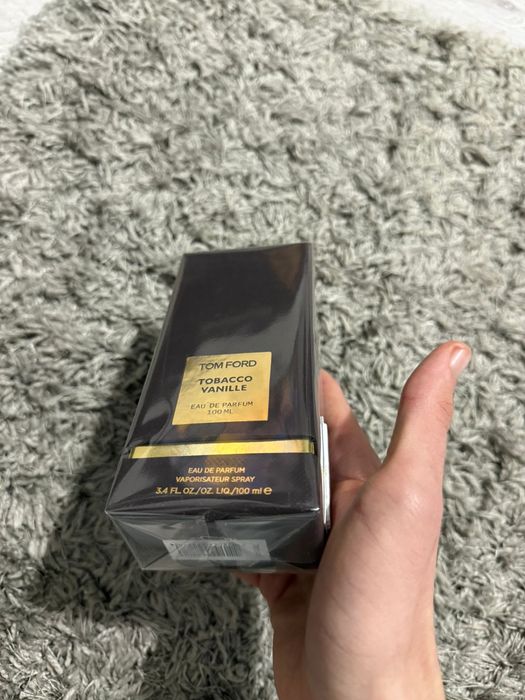 TOM FORD
TOBACCO
VANILLE
EAU DE PARFUM
100 ML
EAU DE PARFUM
VAPORISATEUR SPRAY
3.4 FL.OZ./OZ. LIQ./100 ml ℮